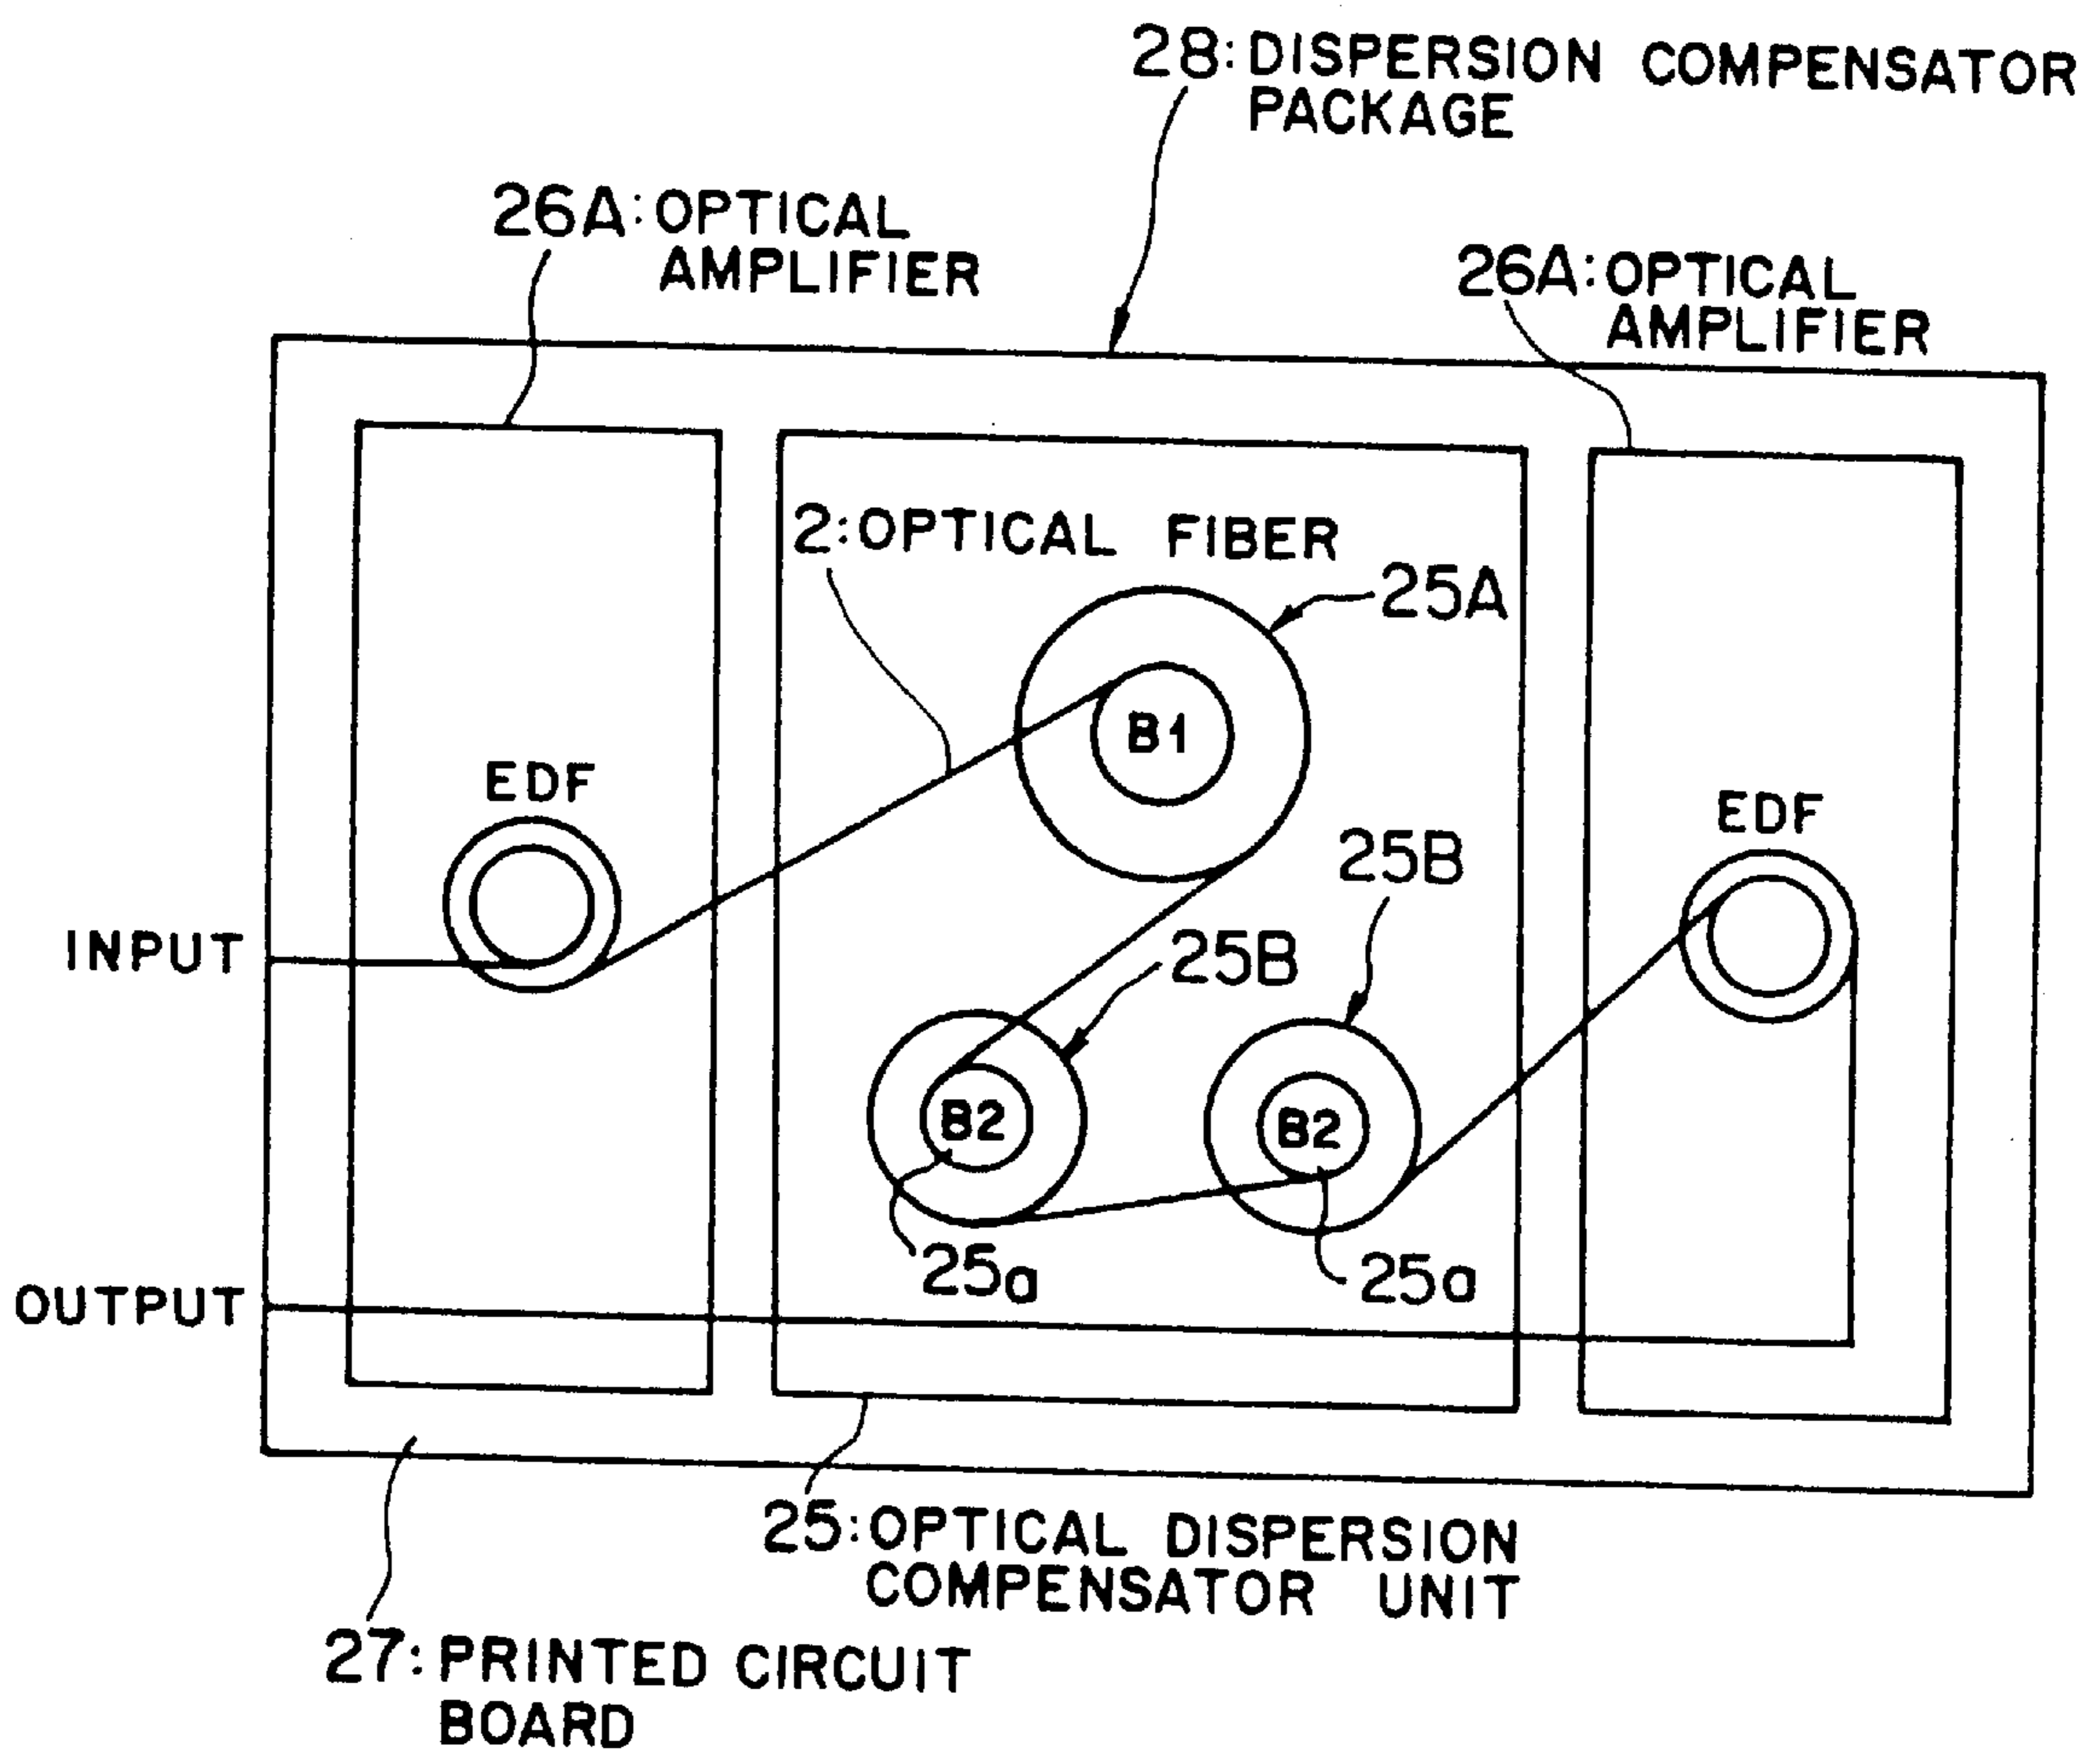 28: DISPERSION COMPENSATOR
PACKAGE
26A: OPTICAL
AMPLIFIER
26A: OPTICAL
AMPLIFIER
2: OPTICAL FIBER
25A
B1
EDF
EDF
25B
25B
INPUT
B2
B2
25a
25a
OUTPUT
25: OPTICAL DISPERSION
COMPENSATOR UNIT
27: PRINTED CIRCUIT
BOARD